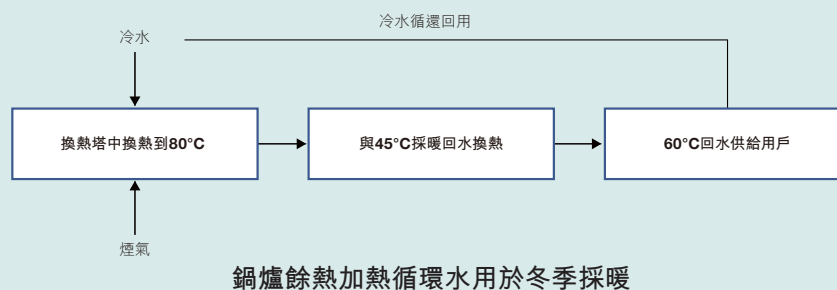 冷水循還回用
冷水
換熱塔中換熱到80°C
與45°C採暖回水換熱
60°C回水供給用戶
煙氣
鍋爐餘熱加熱循環水用於冬季採暖